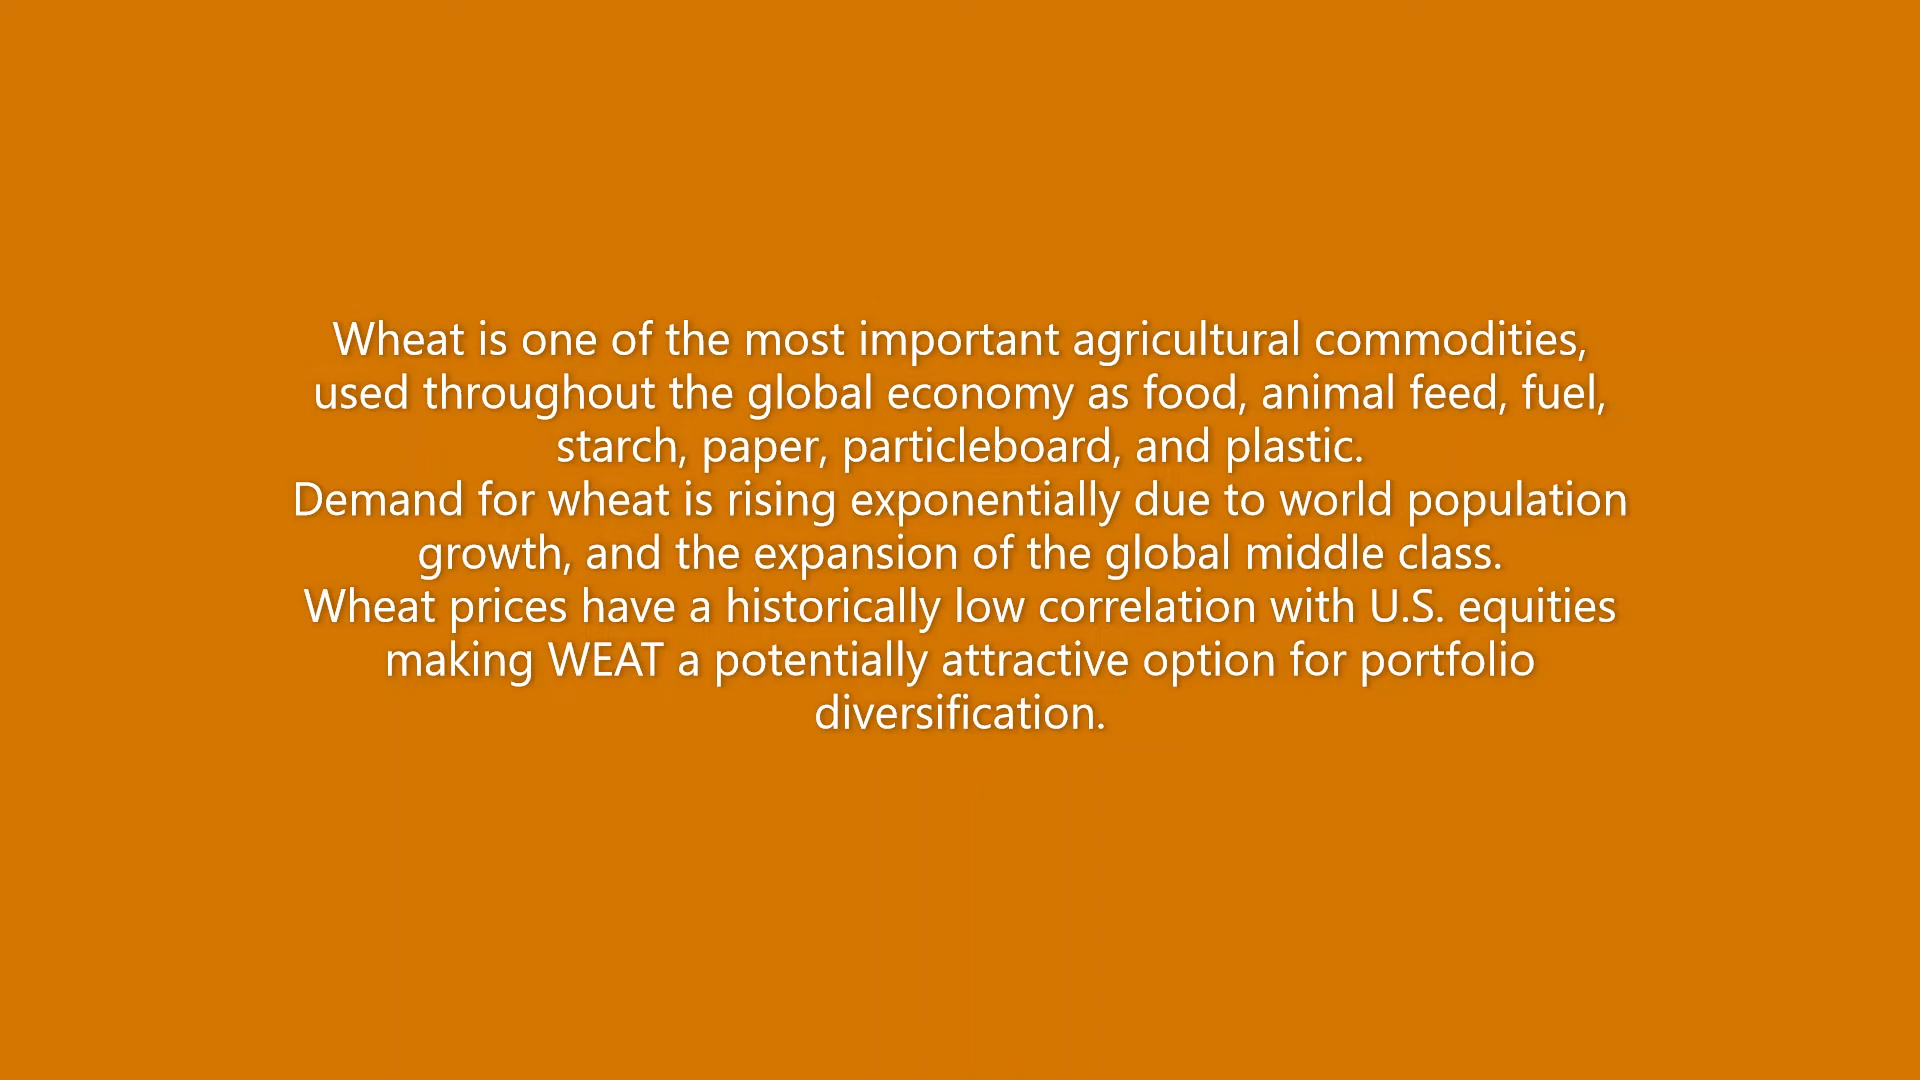 Wheat is one of the most important agricultural commodities,
used throughout the global economy as food, animal feed, fuel,
starch, paper, particleboard, and plastic.
Demand for wheat is rising exponentially due to world population
growth, and the expansion of the global middle class.
Wheat prices have a historically low correlation with U.S. equities
making WEAT a potentially attractive option for portfolio
diversification.